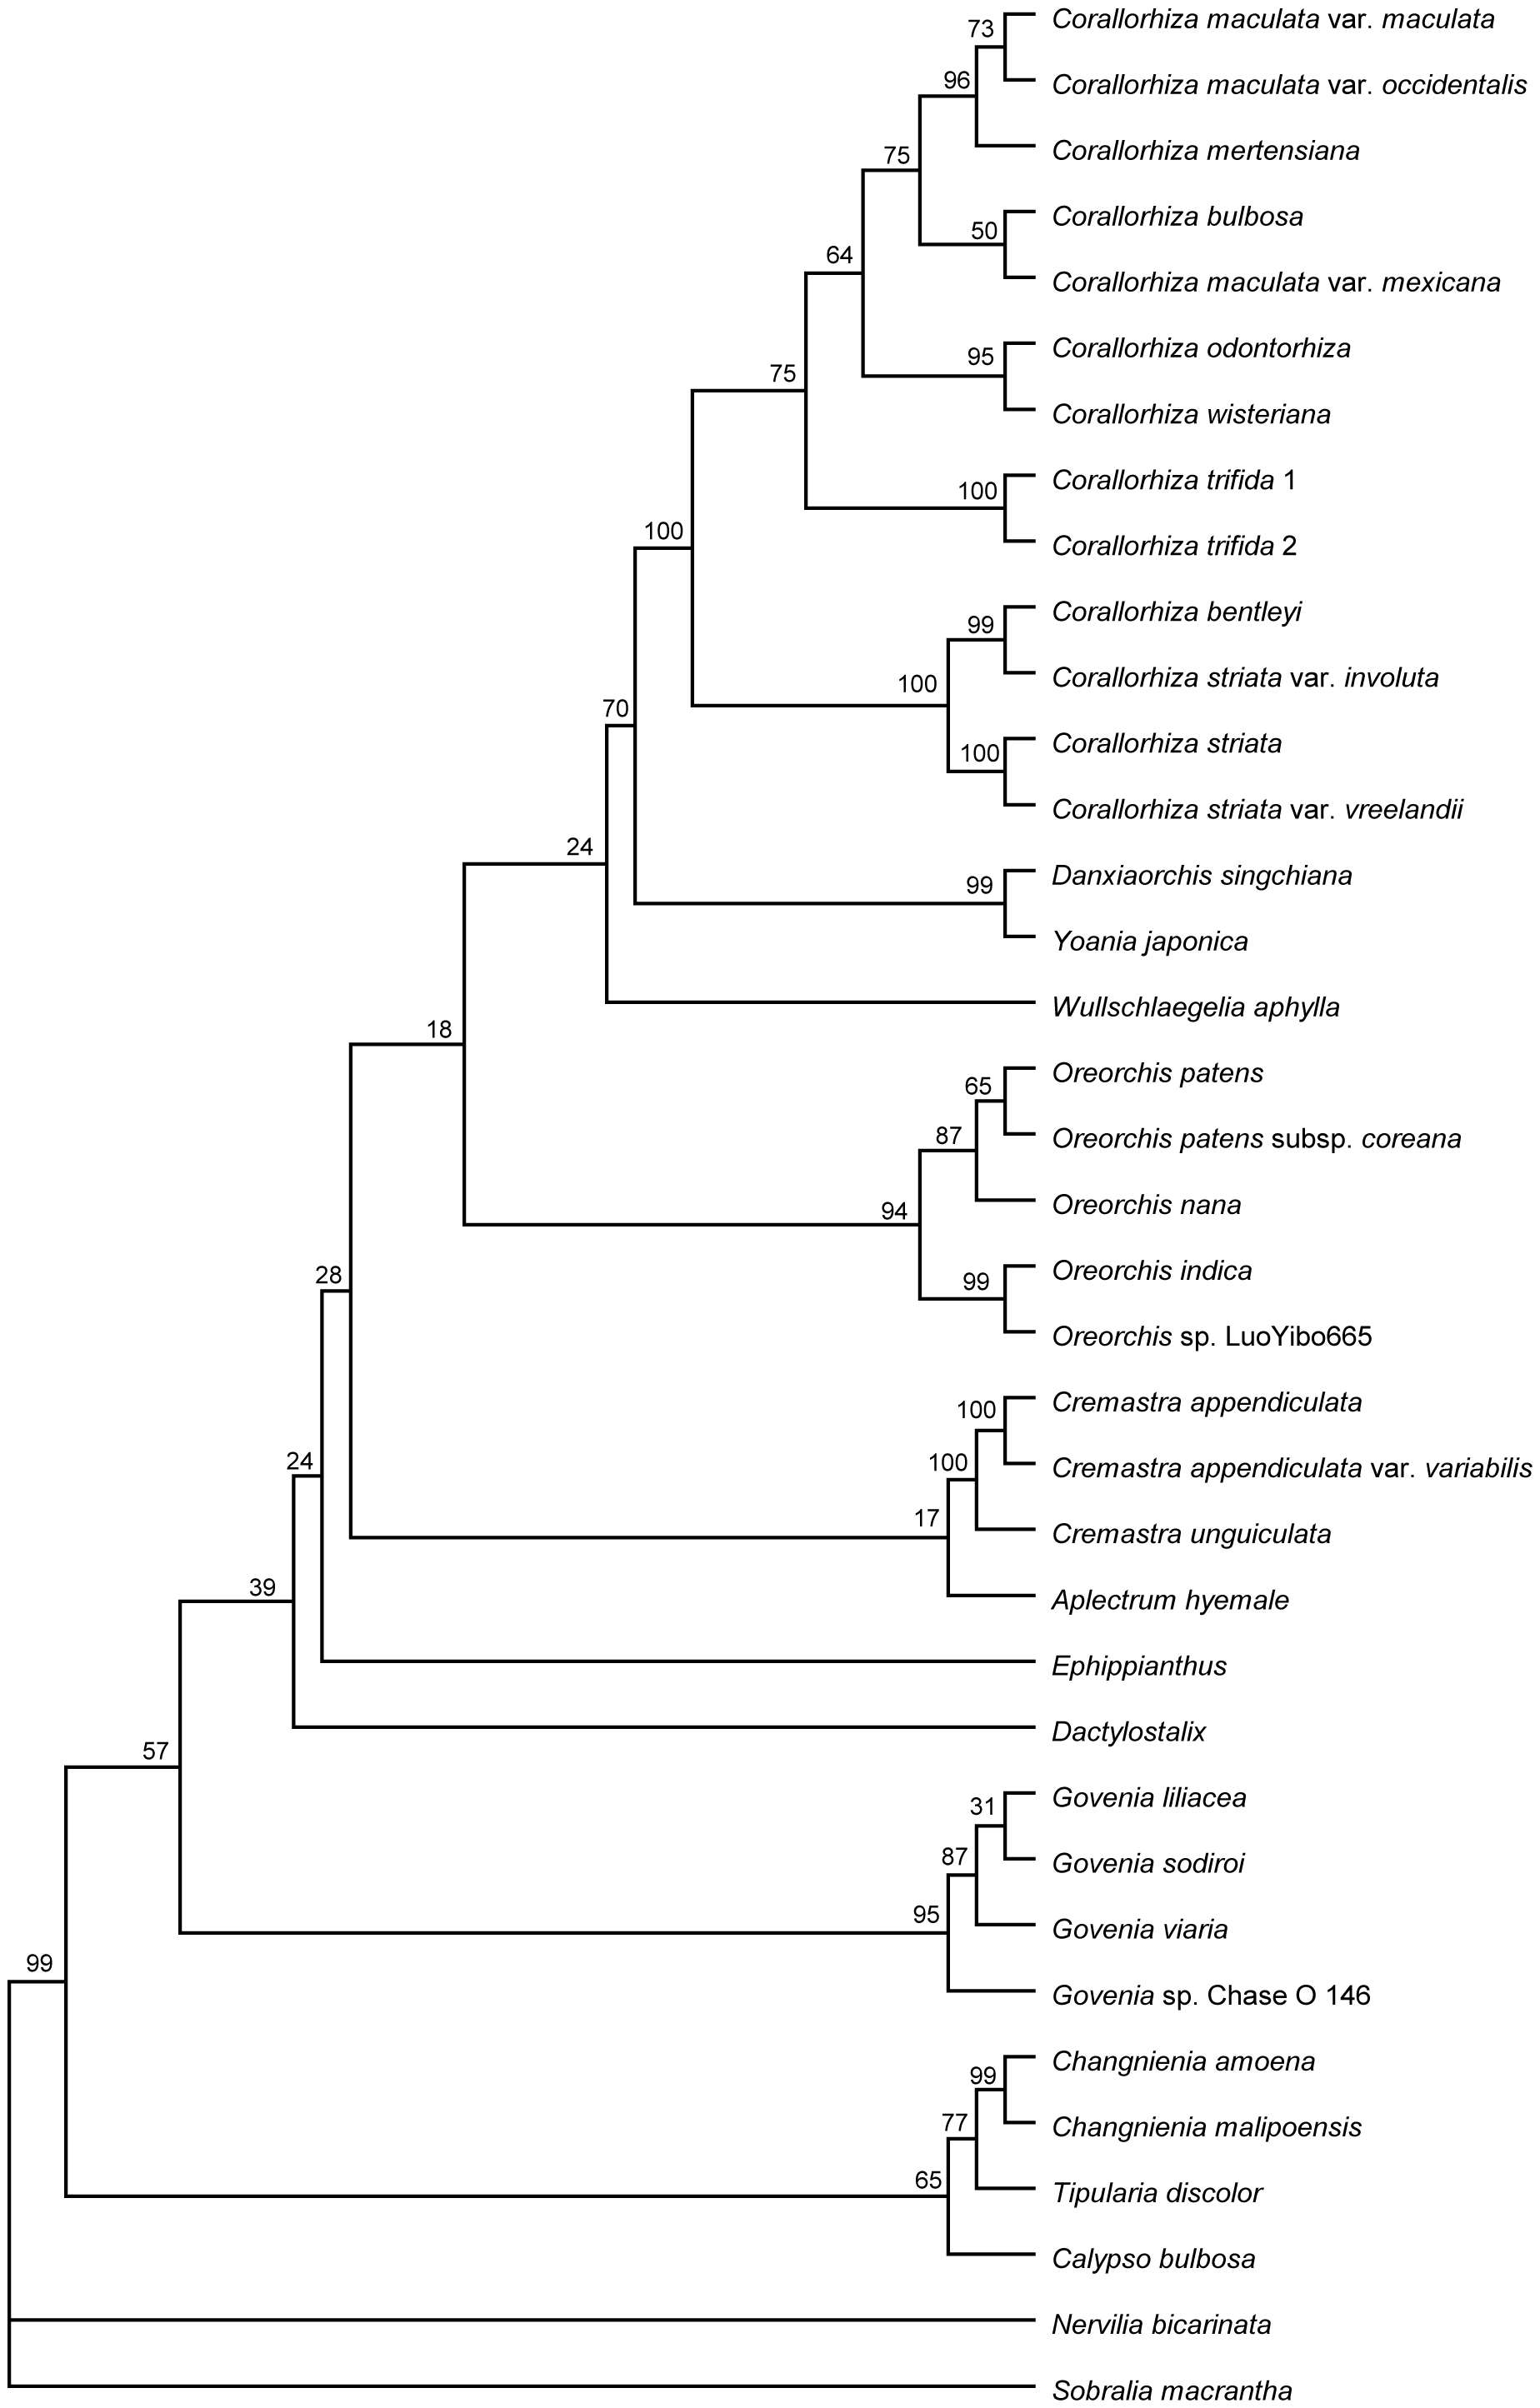 Corallorhiza maculata var. maculata
73
Corallorhiza maculata var. occidentalis
96
Corallorhiza mertensiana
75
Corallorhiza bulbosa
50
Corallorhiza maculata var. mexicana
64
Corallorhiza odontorhiza
95
75
Corallorhiza wisteriana
Corallorhiza trifida 1
100
100
Corallorhiza trifida 2
Corallorhiza bentleyi
99
Corallorhiza striata var. involuta
100
70
Corallorhiza striata
100
Corallorhiza striata var. vreelandii
24
Danxiaorchis singchiana
99
Yoania japonica
Wullschlaegelia aphylla
18
Oreorchis patens
65
Oreorchis patens subsp. coreana
87
Oreorchis nana
94
Oreorchis indica
28
99
Oreorchis sp. LuoYibo665
Cremastra appendiculata
100
Cremastra appendiculata var. variabilis
24
100
Cremastra unguiculata
17
Aplectrum hyemale
39
Ephippianthus
Dactylostalix
57
Govenia liliacea
31
Govenia sodiroi
87
Govenia viaria
95
99
Govenia sp. Chase O 146
Changnienia amoena
99
Changnienia malipoensis
77
Tipularia discolor
65
Calypso bulbosa
Nervilia bicarinata
Sobralia macrantha